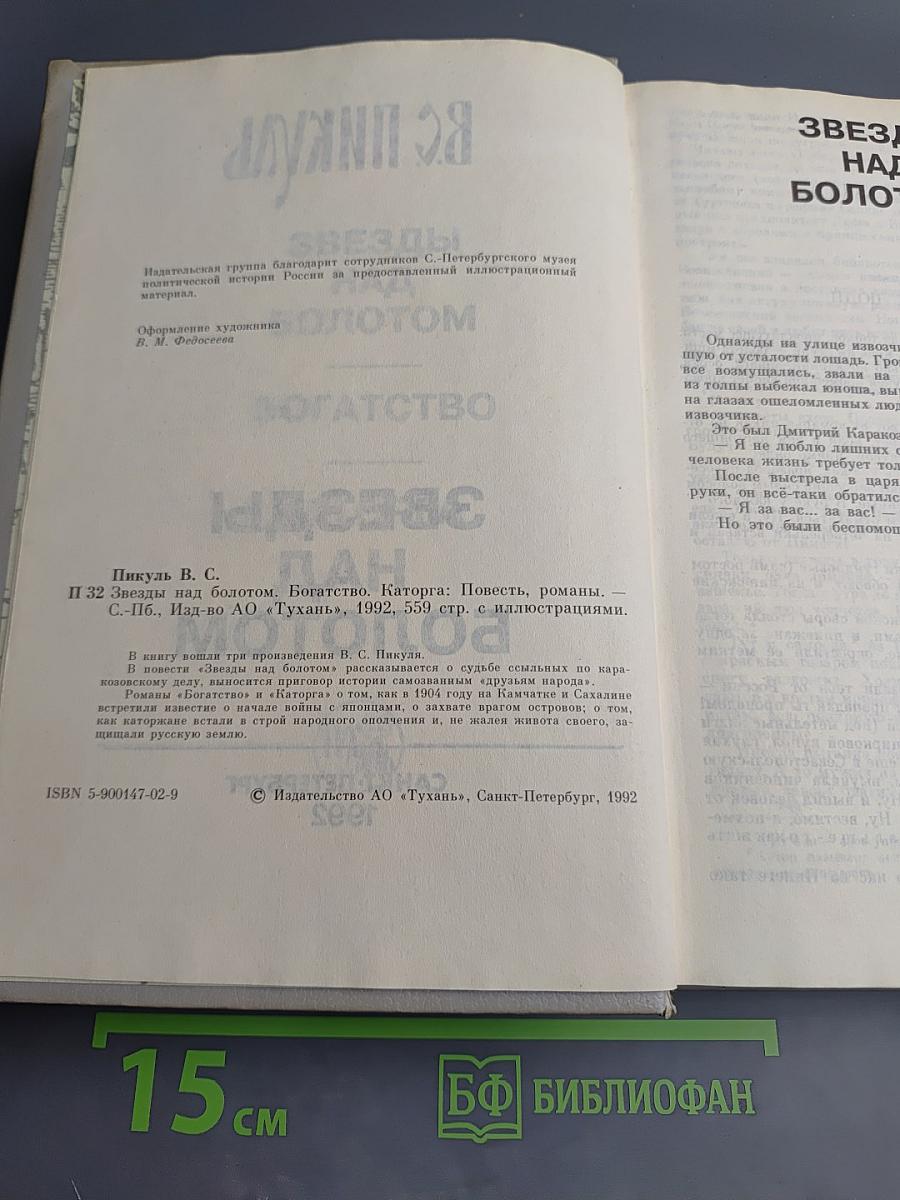 Издательская группа благодарит сотрудников С.-Петербургского музея
политической истории России за предоставленный иллюстрационный
материал.
Оформление художника
В. М. Федосеева
Пикуль В. С.
П 32 Звезды над болотом. Богатство. Каторга: Повесть, романы. —
С.-Пб., Изд-во АО «Тухань», 1992, 559 стр. с иллюстрациями.
В книгу вошли три произведения В. С. Пикуля.
В повести «Звезды над болотом» рассказывается о судьбе ссыльных по кара-
козовскому делу, выносится приговор истории самозванным «друзьям народа».
Романы «Богатство» и «Каторга» о том, как в 1904 году на Камчатке и Сахалине
встретили известие о начале войны с японцами, о захвате врагом островов; о том,
как каторжане встали в строй народного ополчения и, не жалея живота своего, за-
щищали русскую землю.
ISBN 5-900147-02-9
© Издательство АО «Тухань», Санкт-Петербург, 1992
ЗВЕЗД
НАД
БОЛОТ
Однажды на улице извозчи
шую от усталости лошадь. Гро
все возмущались, звали на
из толпы выбежал юноша, вы
на глазах ошеломленных люд
извозчика.
Это был Дмитрий Каракоз
— Я не люблю лишних с
человека жизнь требует тол
После выстрела в царя
руки, он всё-таки обратилс
— Я за вас... за вас! —
Но это были беспомощ
15 см
БФ БИБЛИОФАН